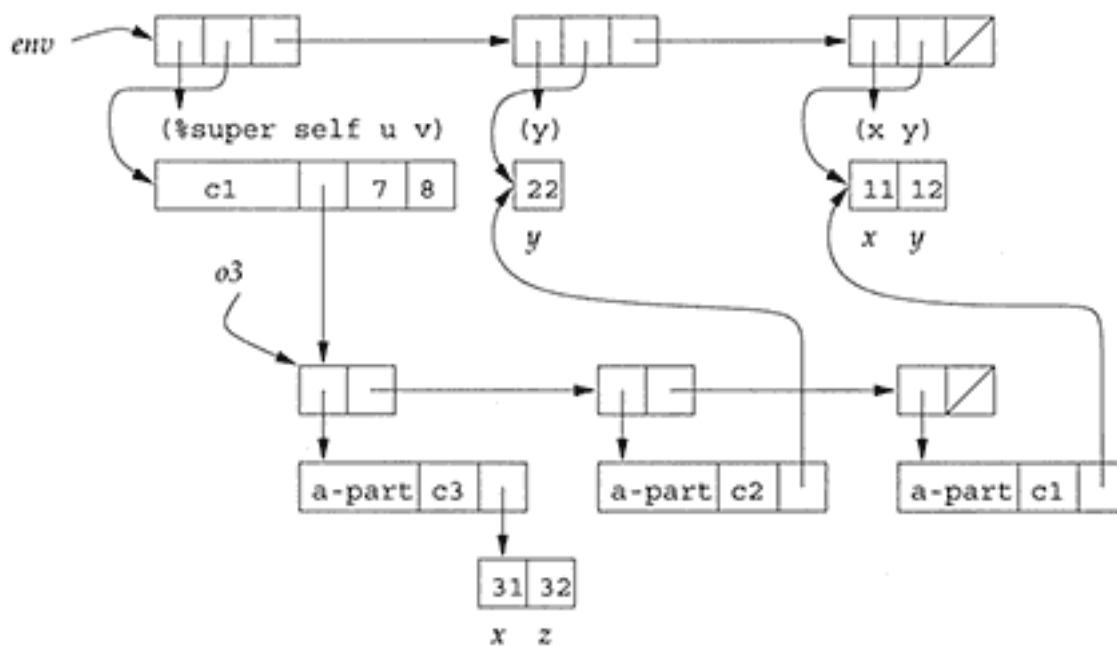 env
(%super self u v) (y) (x y)
c1 7 8 22 11 12
y x y
o3
a-part c3 a-part c2 a-part c1
31 32
x z